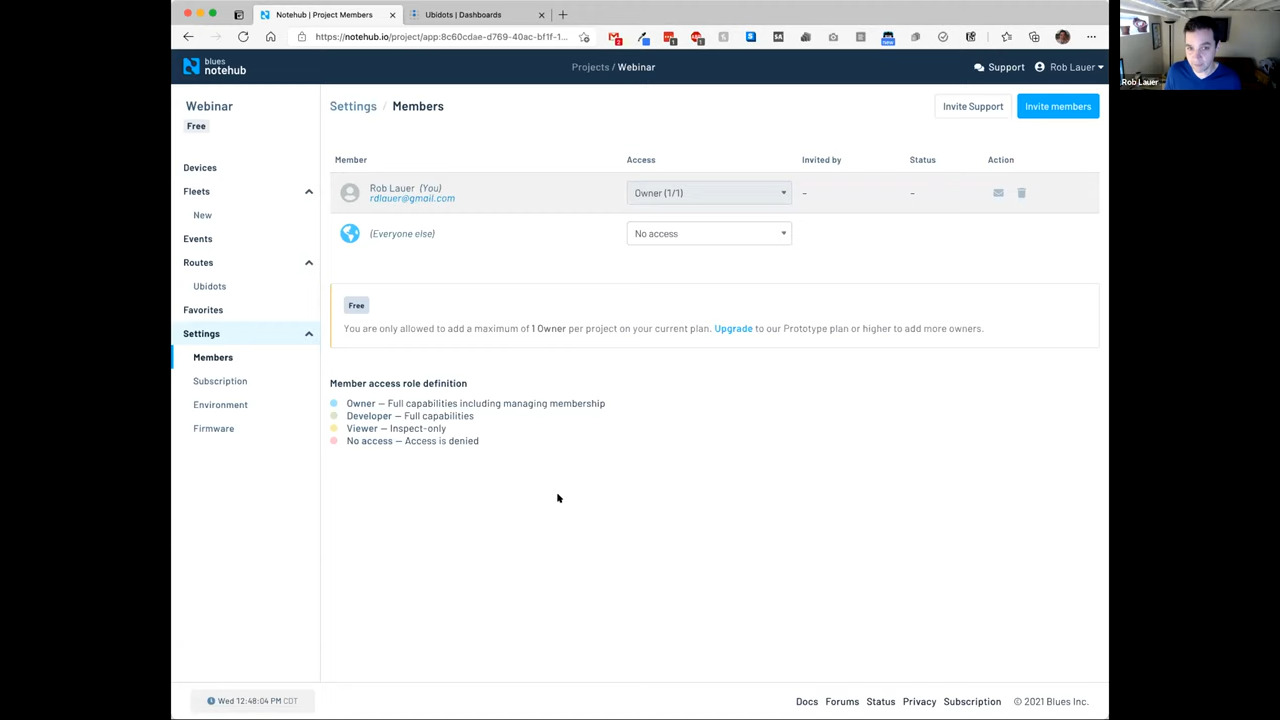 Notehub | Project Members
Ubidots | Dashboards
https://notehub.io/project/app:8c60cdae-d769-40ac-bf1f-1...
blues
notehub
Projects / Webinar
Support
Rob Lauer
Rob Lauer
Webinar
Free
Devices
Fleets
New
Events
Routes
Ubidots
Favorites
Settings
Members
Subscription
Environment
Firmware
Settings / Members
Invite Support
Invite members
Member Access Invited by Status Action
Rob Lauer (You)
rdlauer@gmail.com
Owner (1/1)
-
-
(Everyone else)
No access
Free
You are only allowed to add a maximum of 1 Owner per project on your current plan. Upgrade to our Prototype plan or higher to add more owners.
Member access role definition
Owner — Full capabilities including managing membership
Developer — Full capabilities
Viewer — Inspect-only
No access — Access is denied
Wed 12:48:04 PM CDT
Docs Forums Status Privacy Subscription © 2021 Blues Inc.